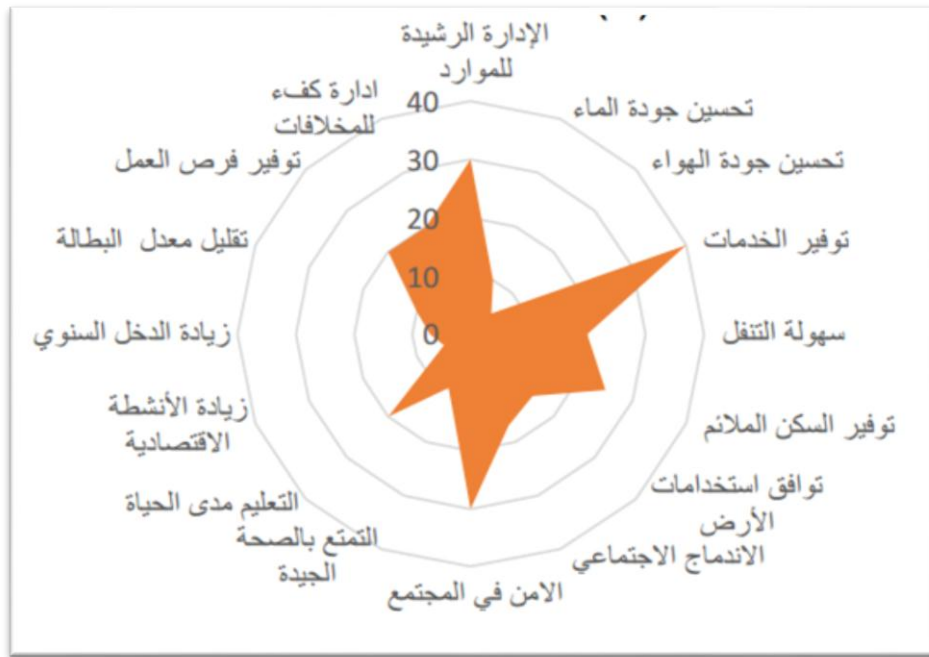 الإدارة الرشيدة
للموارد
تحسين جودة الماء
تحسين جودة الهواء
توفير الخدمات
سهولة التنفل
توفير السكن الملائم
توافق استخدامات
الأرض
الاندماج الاجتماعي
الامن في المجتمع
التمتع بالصحة
الجيدة
التعليم مدى الحياة
زيادة الأنشطة
الاقتصادية
زيادة الدخل السنوي
تقليل معدل البطالة
توفير فرص العمل
ادارة كفء
للمخلافات
40
30
20
10
0